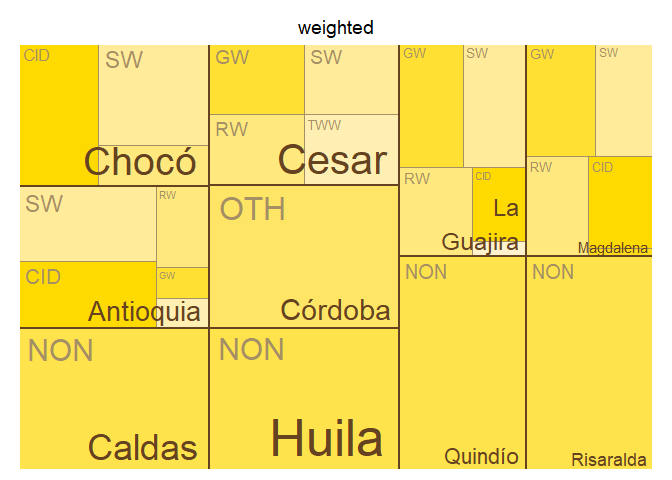 weighted
CID
SW
Chocó
GW
SW
RW
TWW
Cesar
GW
SW
RW
CID
La
Guajira
GW
SW
RW
CID
Magdalena
SW
RW
CID
GW
Antioquia
OTH
Córdoba
NON
Caldas
NON
Huila
NON
Quindío
NON
Risaralda